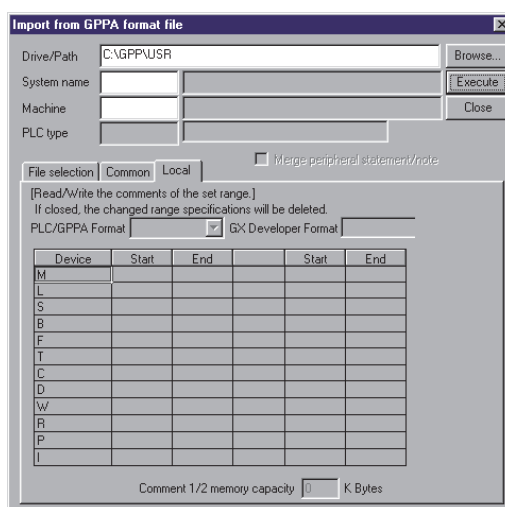 Import from GPPA format file
Drive/Path C:\GPP\USR Browse...
System name Execute
Machine Close
PLC type
Merge peripheral statement/note
File selection Common Local
[Read/Write the comments of the set range.]
If closed, the changed range specifications will be deleted.
PLC/GPPA Format GX Developer Format
Device Start End Start End
M
L
S
B
F
T
C
D
W
R
P
I
Comment 1/2 memory capacity 0 K Bytes